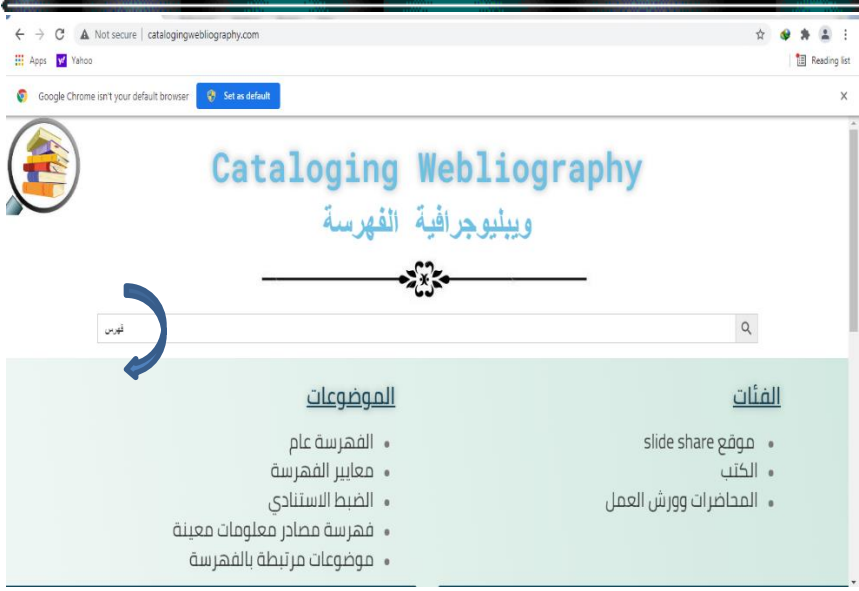 Not secure | catalogingwebliography.com
Apps Yahoo Reading list
Google Chrome isn't your default browser Set as default
Cataloging Webliography
ويبليوجرافية الفهرسة
فهرس
الفئات
موقع slide share
الكتب
المحاضرات وورش العمل
الموضوعات
الفهرسة عام
معايير الفهرسة
الضبط الاستنادي
فهرسة مصادر معلومات معينة
موضوعات مرتبطة بالفهرسة